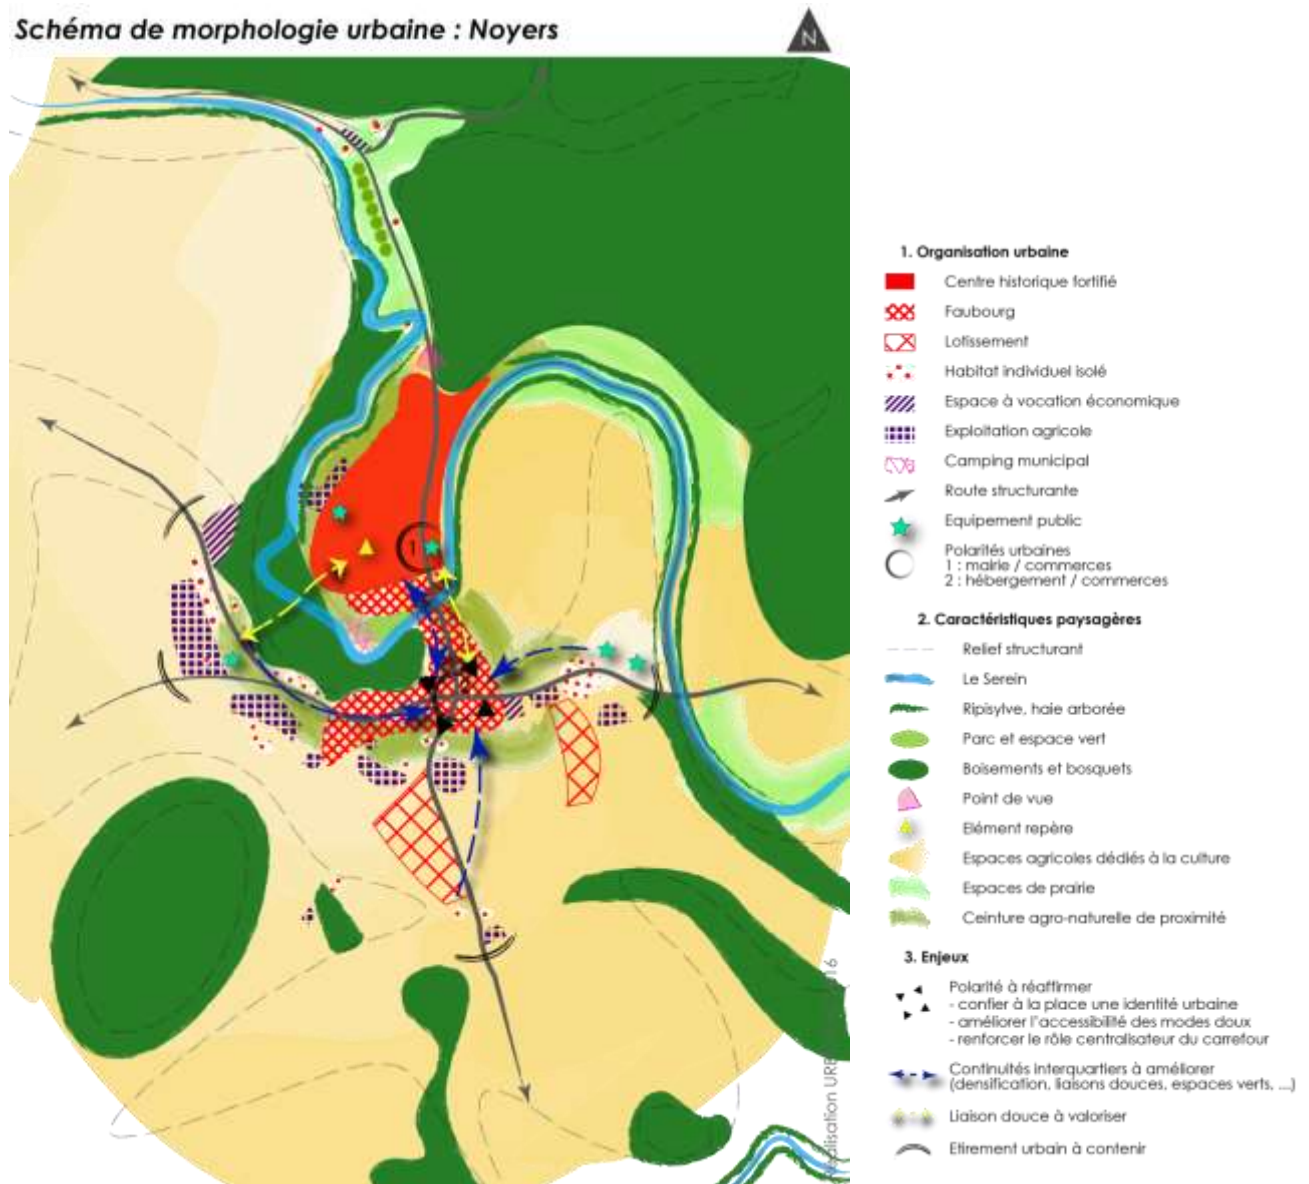 Schéma de morphologie urbaine : Noyers
N
1
1. Organisation urbaine
Centre historique fortifié
Faubourg
Lotissement
Habitat individuel isolé
Espace à vocation économique
Exploitation agricole
Camping municipal
Route structurante
Equipement public
Polarités urbaines
1 : mairie / commerces
2 : hébergement / commerces
2. Caractéristiques paysagères
Relief structurant
Le Serein
Ripisylve, haie arborée
Parc et espace vert
Boisements et bosquets
Point de vue
Elément repère
Espaces agricoles dédiés à la culture
Espaces de prairie
Ceinture agro-naturelle de proximité
3. Enjeux
Polarité à réaffirmer
- confier à la place une identité urbaine
- améliorer l'accessibilité des modes doux
- renforcer le rôle centralisateur du carrefour
Continuités interquartiers à améliorer
(densification, liaisons douces, espaces verts, ...)
Liaison douce à valoriser
Etirement urbain à contenir
Réalisation